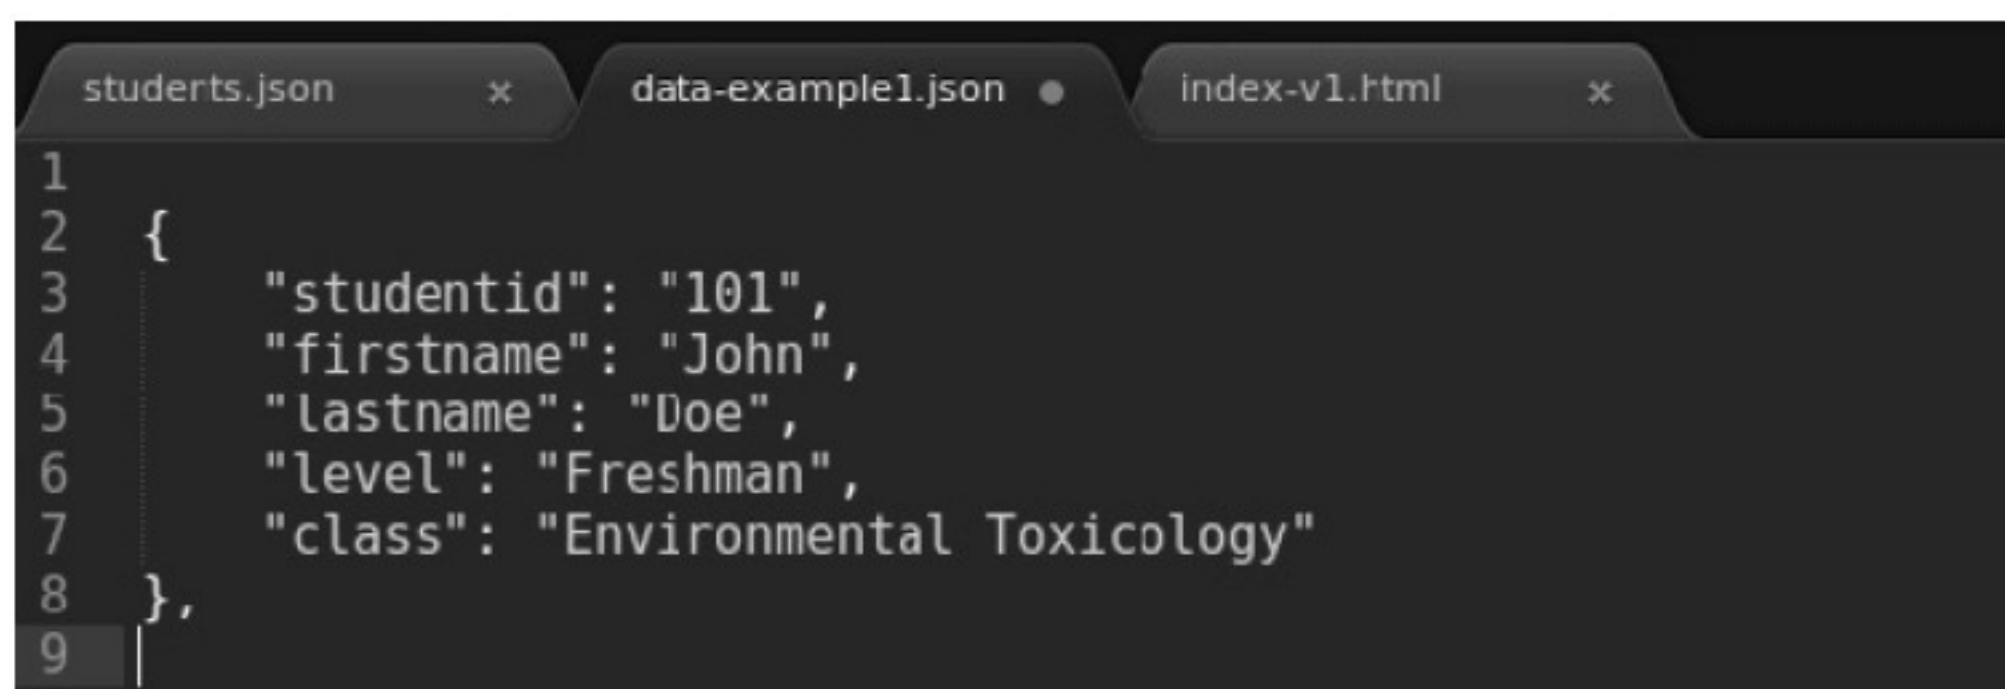 students.json × data-example1.json index-v1.html ×
1
2 {
3 "studentid": "101",
4 "firstname": "John",
5 "lastname": "Doe",
6 "level": "Freshman",
7 "class": "Environmental Toxicology"
8 },
9